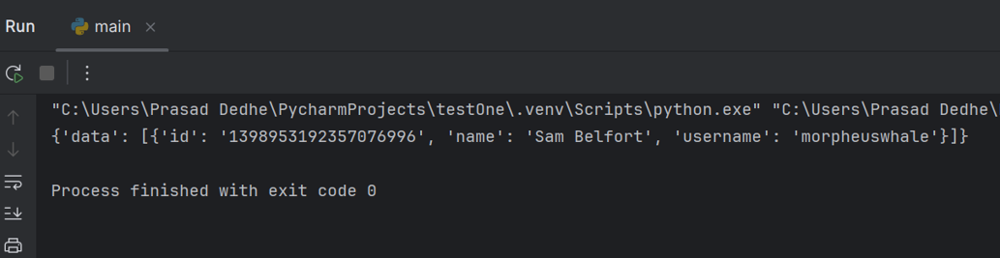 Run main
"C:\Users\Prasad Dedhe\PycharmProjects\testOne\.venv\Scripts\python.exe" "C:\Users\Prasad Dedhe\
{'data': [{'id': '1398953192357076996', 'name': 'Sam Belfort', 'username': 'morpheuswhale'}]}
Process finished with exit code 0